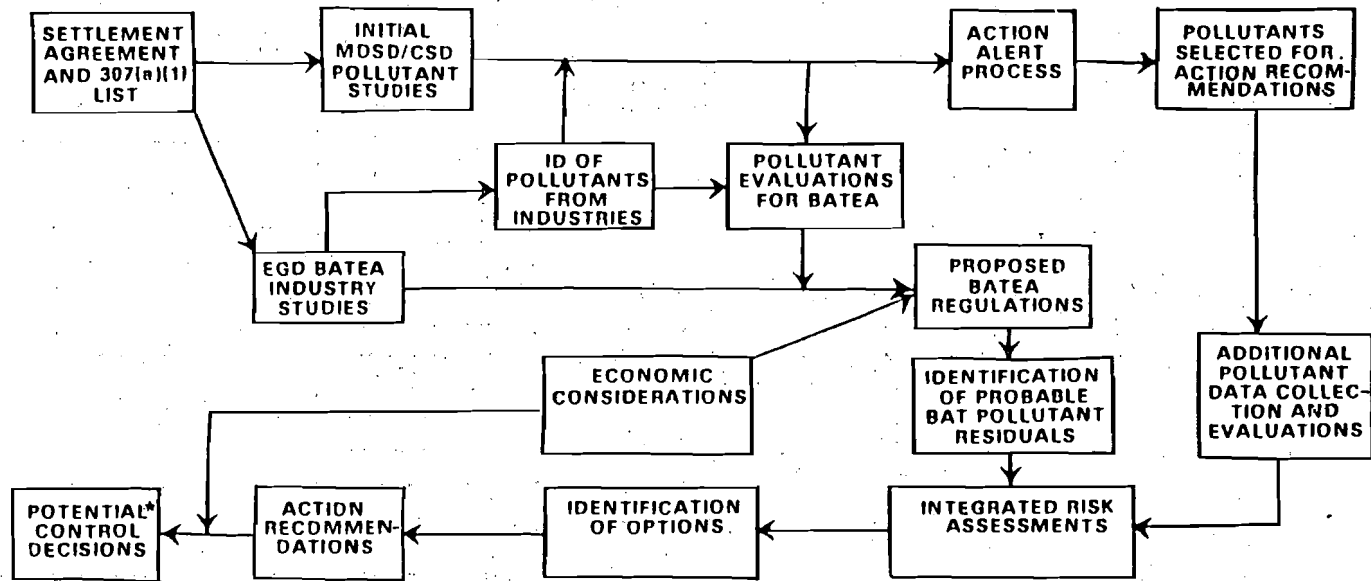 SETTLEMENT
AGREEMENT
AND 307(a)(1)
LIST
INITIAL
MDSD/CSD
POLLUTANT
STUDIES
ACTION
ALERT
PROCESS
POLLUTANTS
SELECTED FOR
ACTION RECOM-
MENDATIONS
ID OF
POLLUTANTS
FROM
INDUSTRIES
POLLUTANT
EVALUATIONS
FOR BATEA
EGD BATEA
INDUSTRY
STUDIES
PROPOSED
BATEA
REGULATIONS
ECONOMIC
CONSIDERATIONS
IDENTIFICATION
OF PROBABLE
BAT POLLUTANT
RESIDUALS
ADDITIONAL
POLLUTANT
DATA COLLEC-
TION AND
EVALUATIONS
POTENTIAL*
CONTROL
DECISIONS
ACTION
RECOMMEN-
DATIONS
IDENTIFICATION
OF OPTIONS
INTEGRATED RISK
ASSESSMENTS